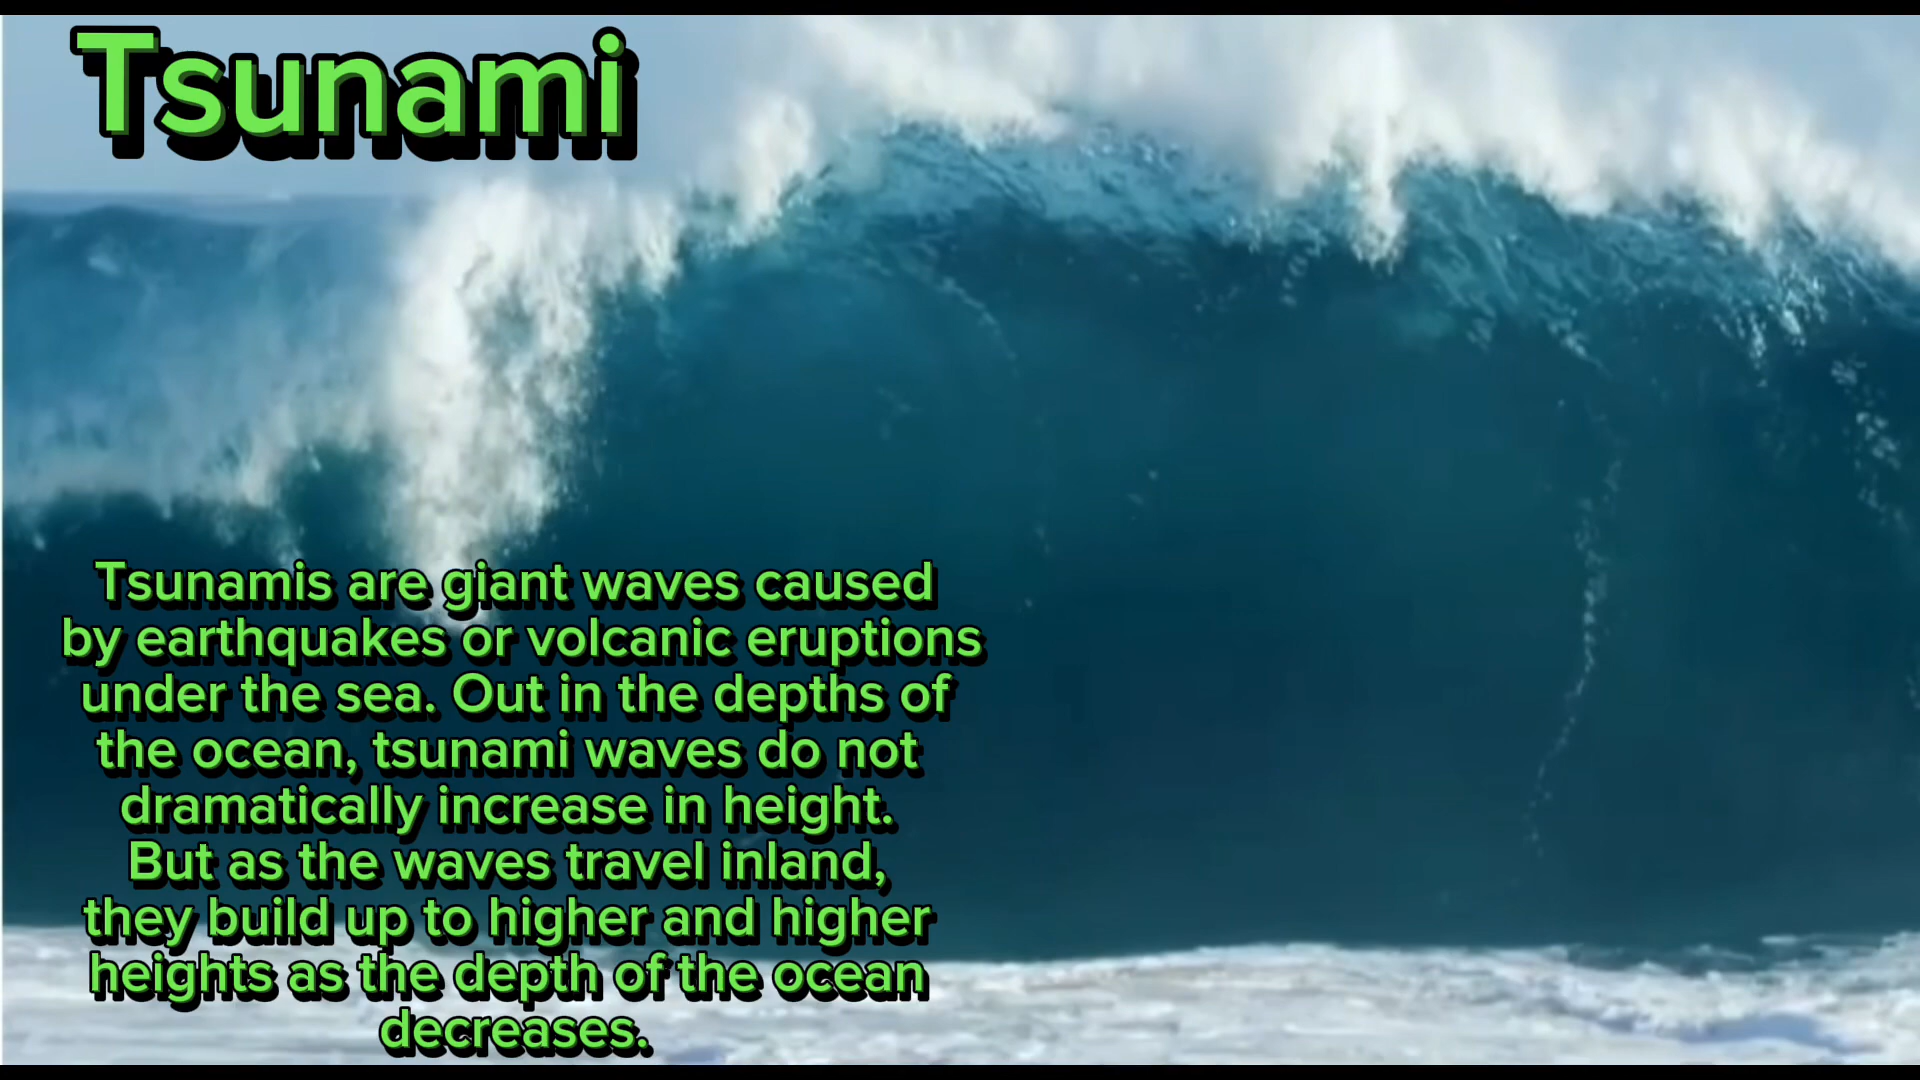 Tsunami
Tsunamis are giant waves caused
by earthquakes or volcanic eruptions
under the sea. Out in the depths of
the ocean, tsunami waves do not
dramatically increase in height.
But as the waves travel inland,
they build up to higher and higher
heights as the depth of the ocean
decreases.